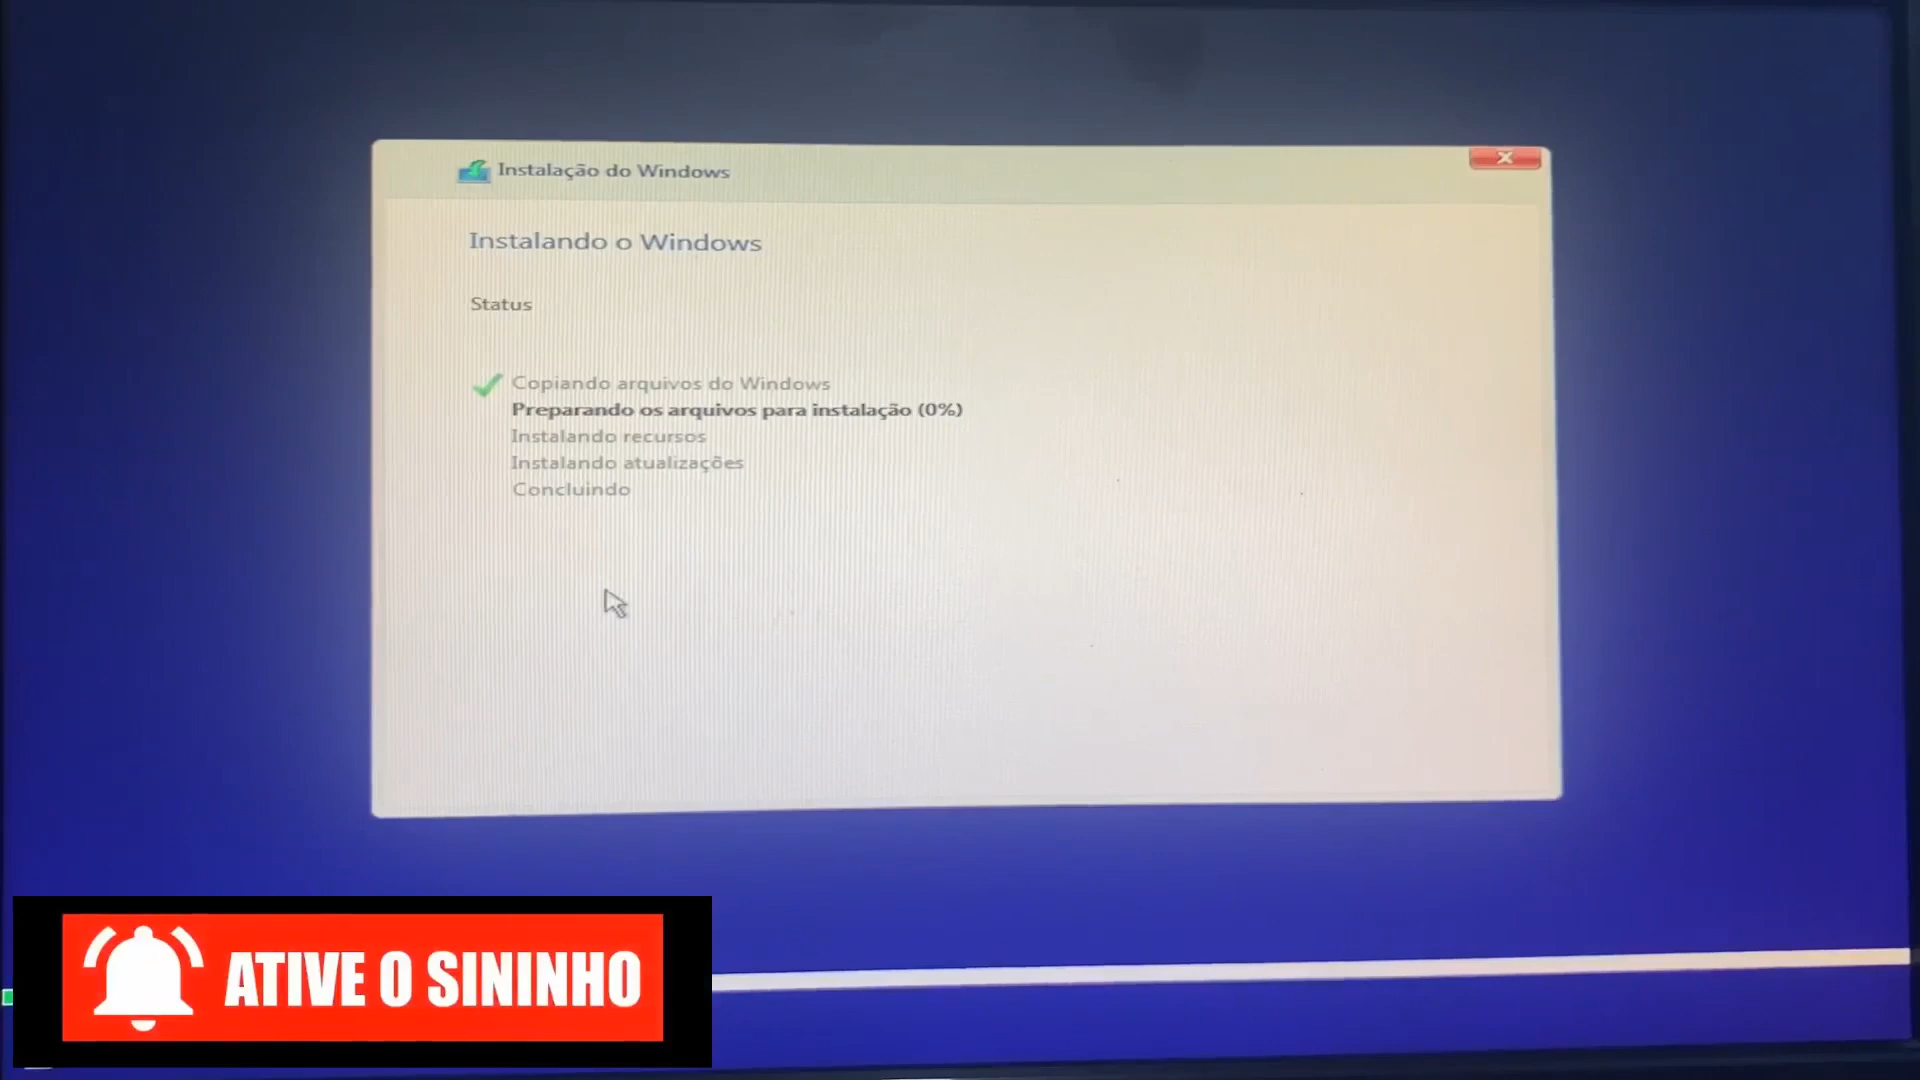 Instalação do Windows
Instalando o Windows
Status
Copiando arquivos do Windows
Preparando os arquivos para instalação (0%)
Instalando recursos
Instalando atualizações
Concluindo
ATIVE O SININHO